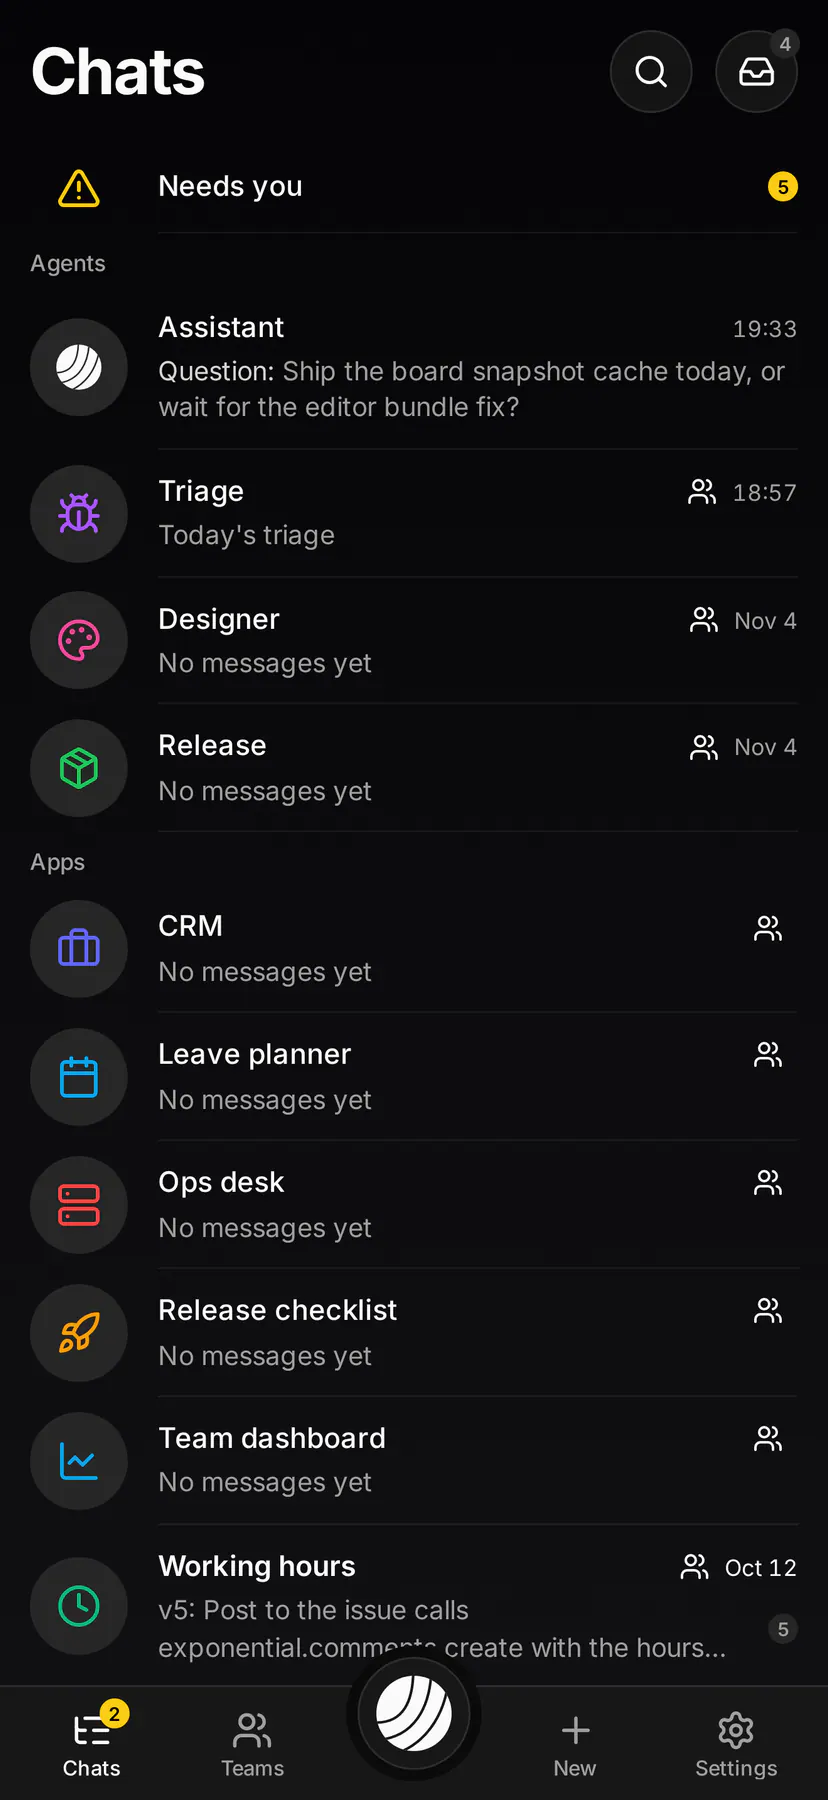 Chats
4
Needs you
5
Agents
Assistant
19:33
Question: Ship the board snapshot cache today, or
wait for the editor bundle fix?
Triage
18:57
Today's triage
Designer
Nov 4
No messages yet
Release
Nov 4
No messages yet
Apps
CRM
No messages yet
Leave planner
No messages yet
Ops desk
No messages yet
Release checklist
No messages yet
Team dashboard
No messages yet
Working hours
Oct 12
v5: Post to the issue calls
exponential.comments create with the hours...
5
2
Chats
Teams
New
Settings